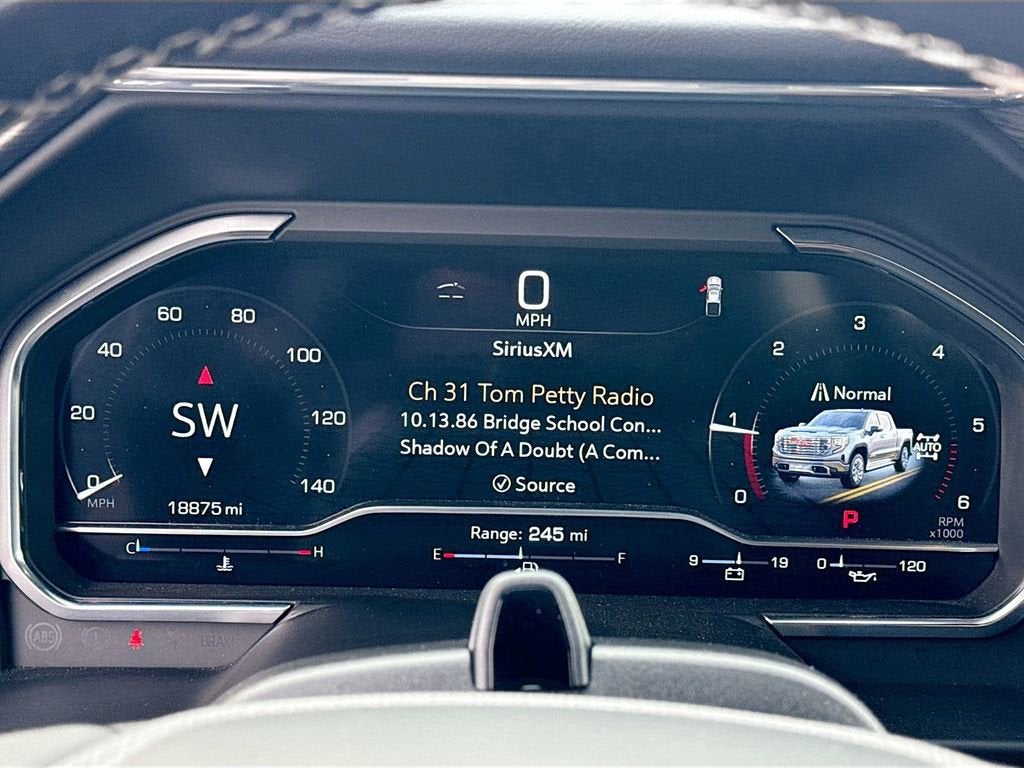 0
MPH
SiriusXM
Ch 31 Tom Petty Radio
10.13.86 Bridge School Con...
Shadow Of A Doubt (A Com...
Source
0
20
40
60
80
100
120
140
MPH
SW
18875 mi
Normal
AUTO
0
1
2
3
4
5
6
P
RPM
x1000
C H
Range: 245 mi
E F
9 19
0 120
ABS